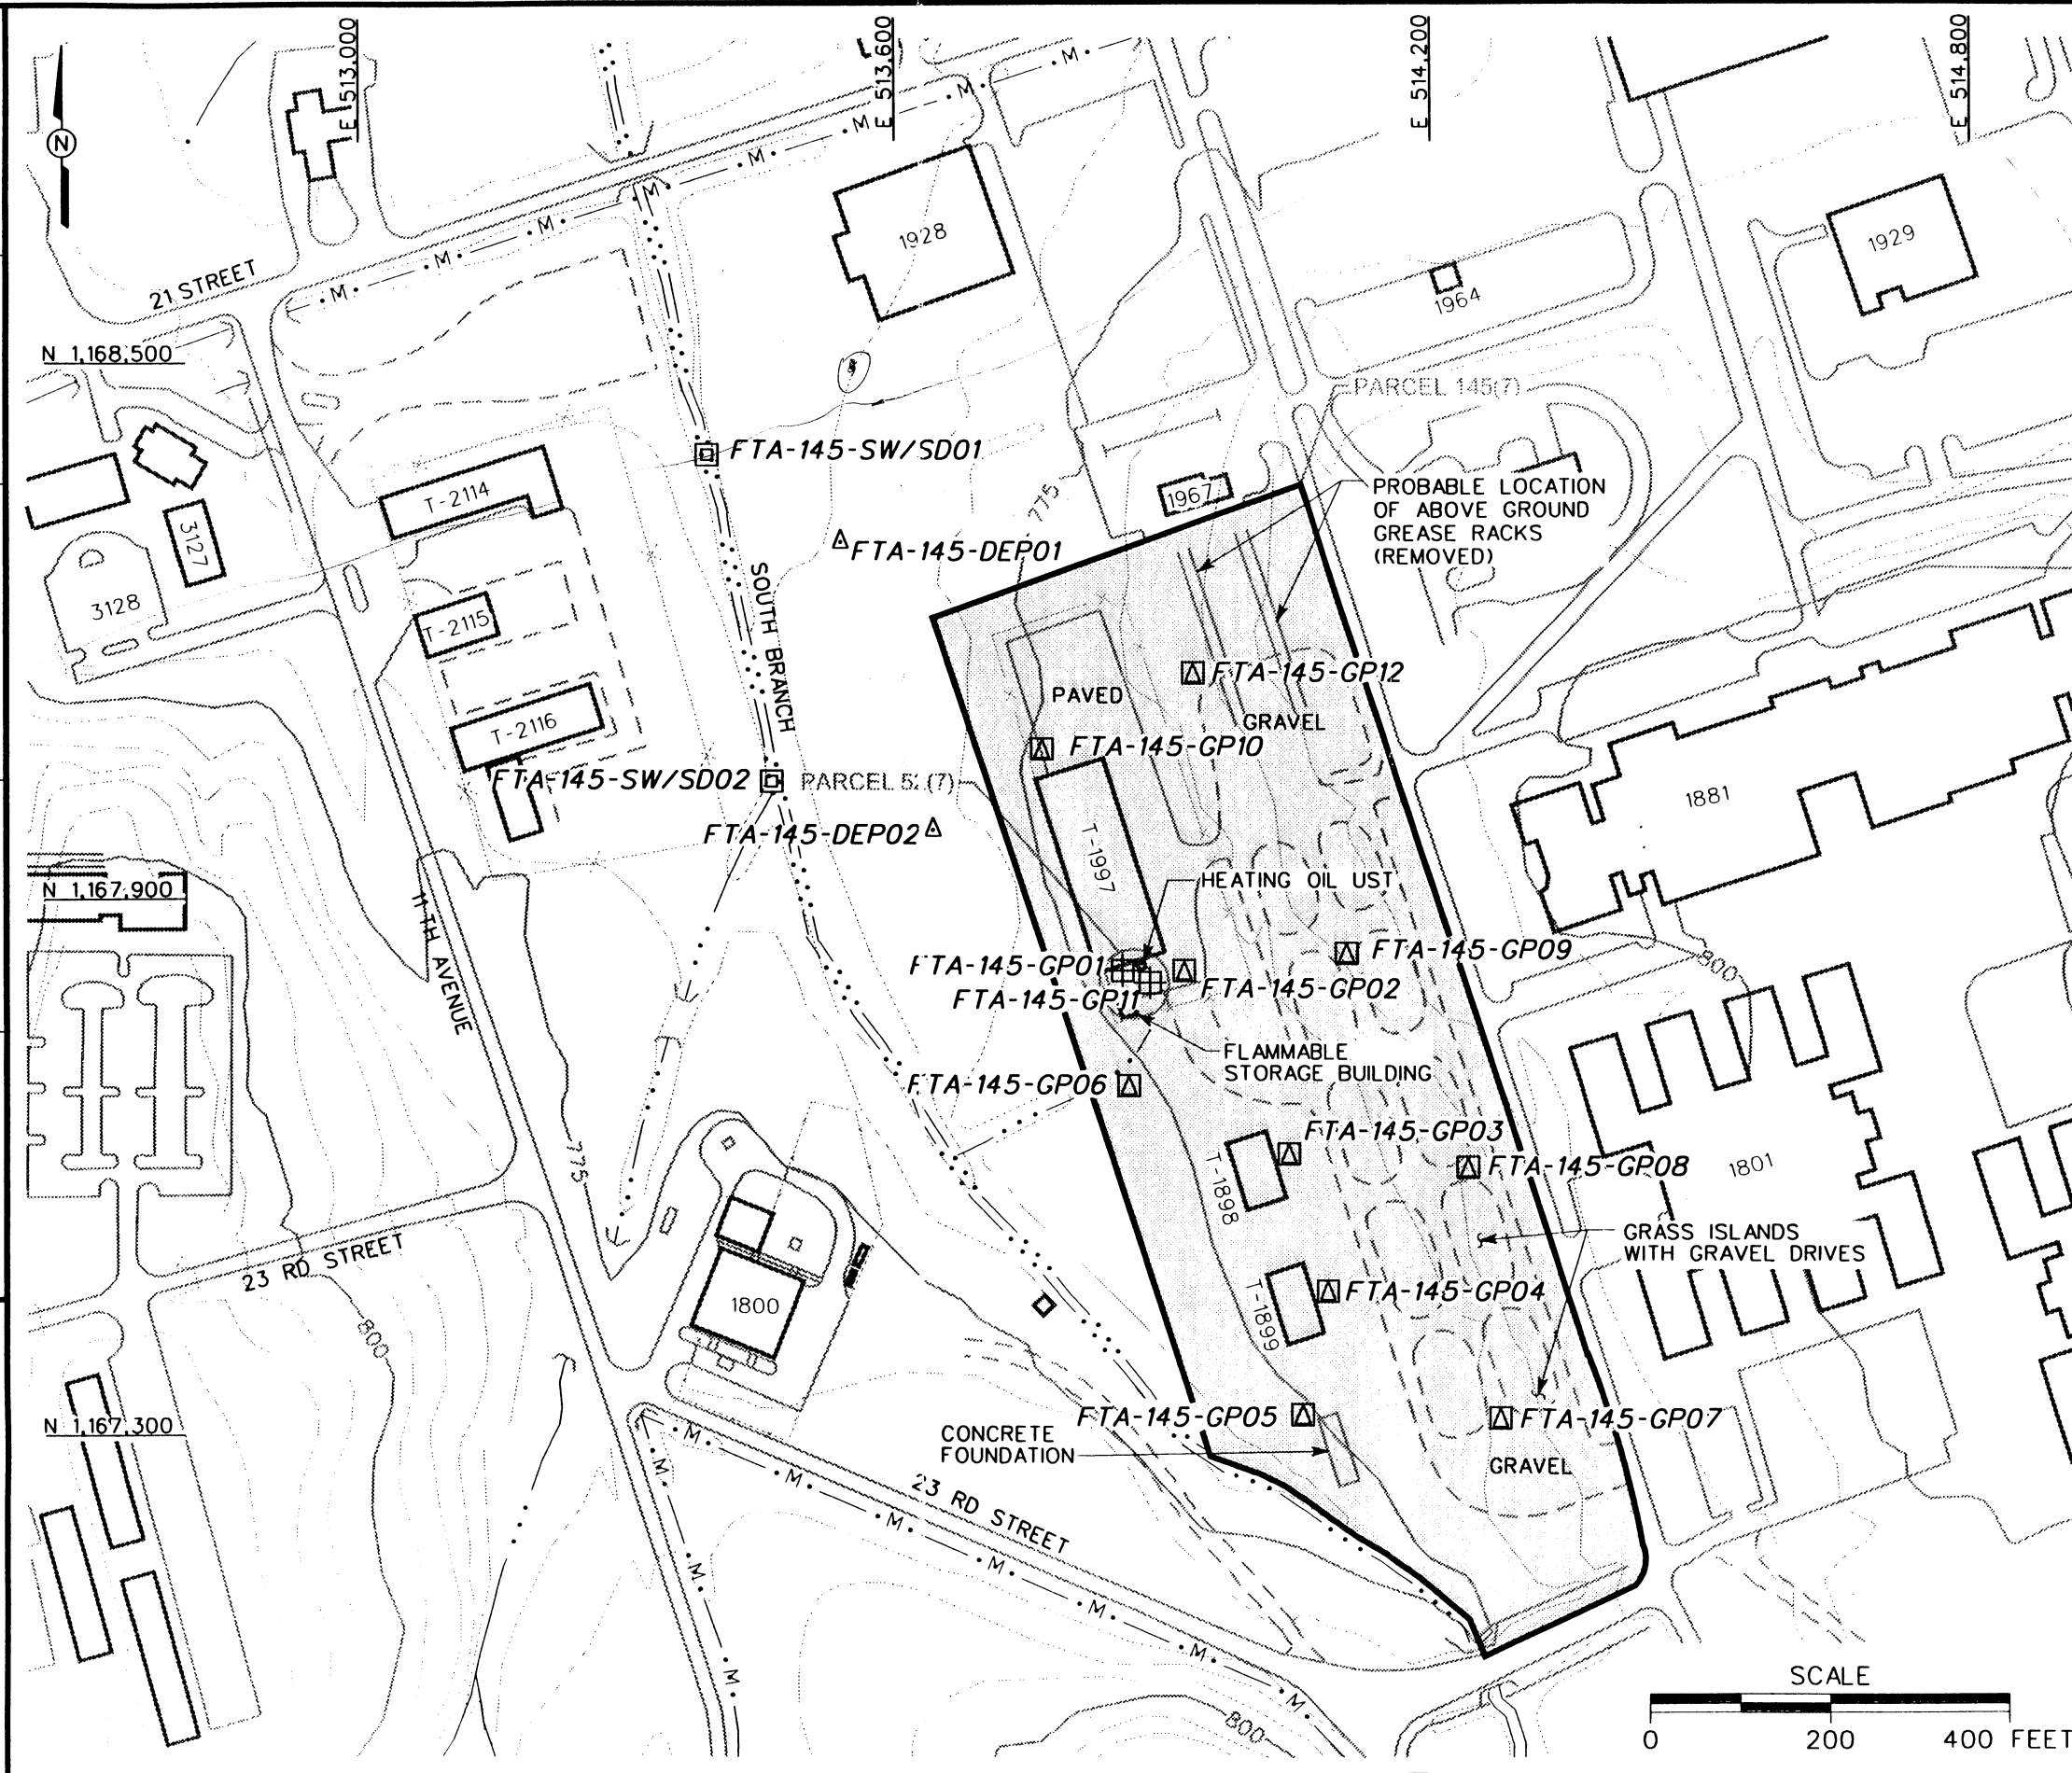 E 513,000
E 513,600
E 514,200
E 514,800
N
M
M
M
M
M
M
M
M
1928
1929
21 STREET
1964
N 1,168,500
PARCEL 145(7)
FTA-145-SW/SD01
T-2114
775
1967
PROBABLE LOCATION
OF ABOVE GROUND
GREASE RACKS
(REMOVED)
3127
FTA-145-DEP01
3128
T-2115
SOUTH BRANCH
FTA-145-GP12
PAVED
GRAVEL
T-2116
FTA-145-GP10
FTA-145-SW/SD02
(7)
1881
FTA-145-DEP02
T-1997
HEATING OIL UST
N 1,167,900
11 TH AVENUE
FTA-145-GP09
FTA-145-GP01
800
FTA-145-GP02
FTA-145-GP11
FLAMMABLE
STORAGE BUILDING
FTA-145-GP06
FTA-145-GP03
775
T-1898
FTA-145-GP08
1801
23 RD STREET
GRASS ISLANDS
WITH GRAVEL DRIVES
1800
T-1899
FTA-145-GP04
800
N 1,167,300
FTA-145-GP05
FTA-145-GP07
CONCRETE
FOUNDATION
GRAVEL
M
M
M
M
M
M
M
M
M
M
23 RD STREET
800
SCALE
0 200 400 FEET